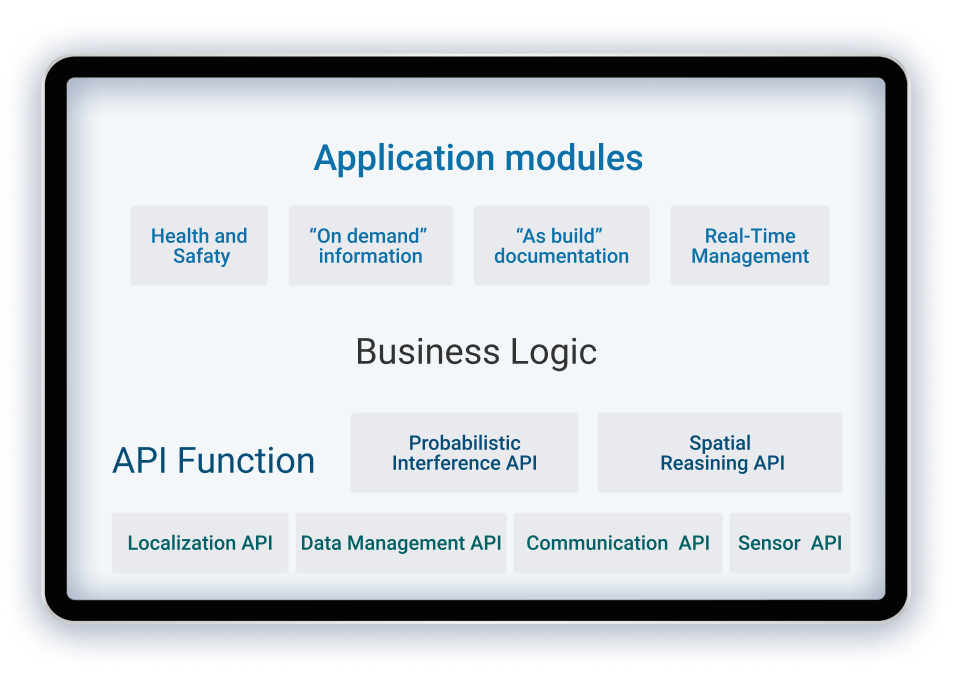 Application modules
Health and
Safaty
“On demand”
information
“As build”
documentation
Real-Time
Management
Business Logic
API Function
Probabilistic
Interference API
Spatial
Reasining API
Localization API
Data Management API
Communication API
Sensor API